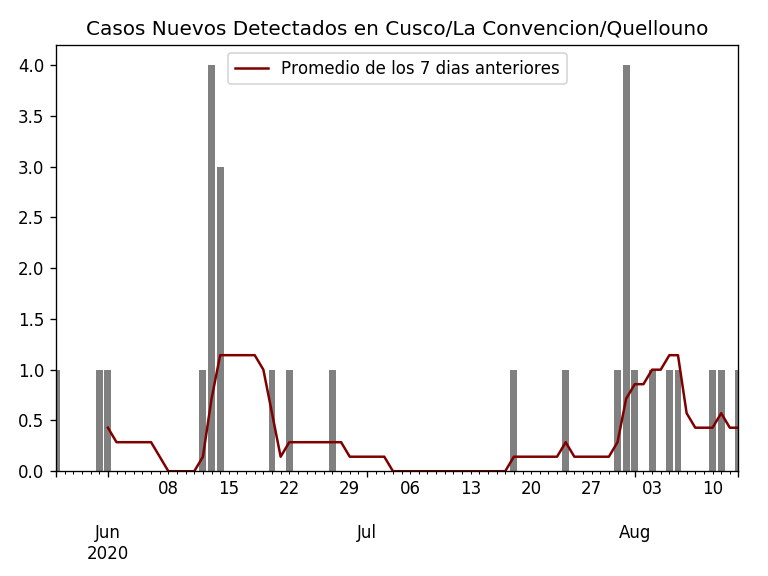 Casos Nuevos Detectados en Cusco/La Convencion/Quellouno
Promedio de los 7 dias anteriores
4.0
3.5
3.0
2.5
2.0
1.5
1.0
0.5
0.0
08 15 22 29 06 13 20 27 03 10
Jun Jul Aug
2020